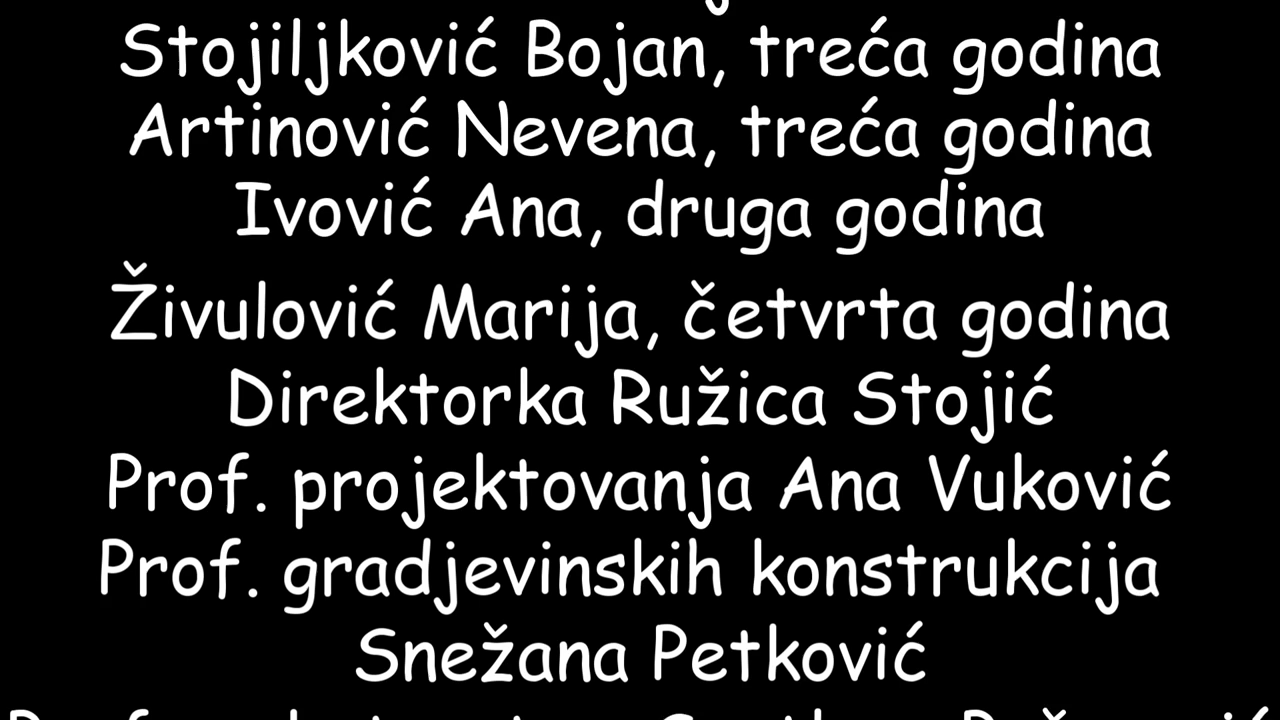 Stojiljković Bojan, treća godina
Artinović Nevena, treća godina
Ivović Ana, druga godina
Živulović Marija, četvrta godina
Direktorka Ružica Stojić
Prof. projektovanja Ana Vuković
Prof. gradjevinskih konstrukcija
Snežana Petković